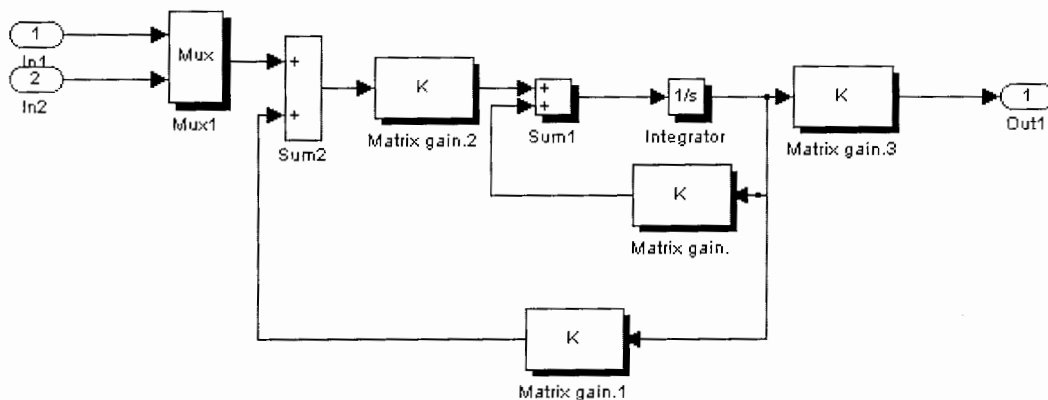 1
In1
2
In2
Mux
Mux1
+
+
Sum2
K
Matrix gain.2
+
+
Sum1
1/s
Integrator
K
Matrix gain.3
1
Out1
K
Matrix gain.
K
Matrix gain.1